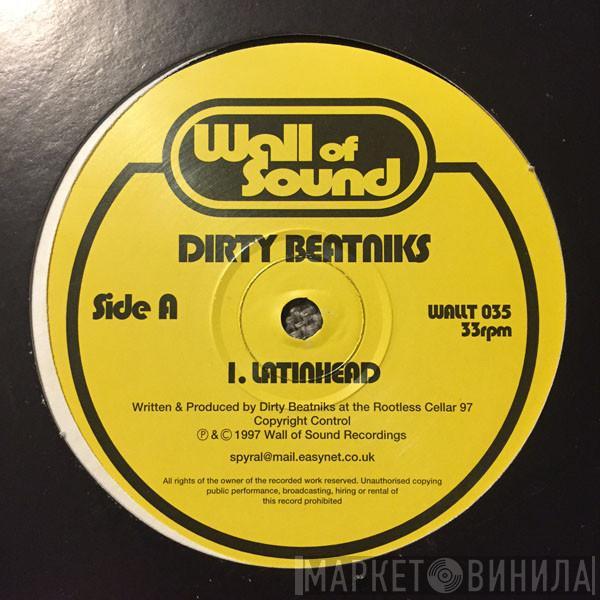 Wall of
Sound
DIRTY BEATNIKS
Side A
WALLT 035
33rpm
1. LATINHEAD
Written & Produced by Dirty Beatniks at the Rootless Cellar 97
Copyright Control
℗ & © 1997 Wall of Sound Recordings
spyral@mail.easynet.co.uk
All rights of the owner of the recorded work reserved. Unauthorised copying
public performance, broadcasting, hiring or rental of
this record prohibited
МАРКЕТ ВИНИЛА